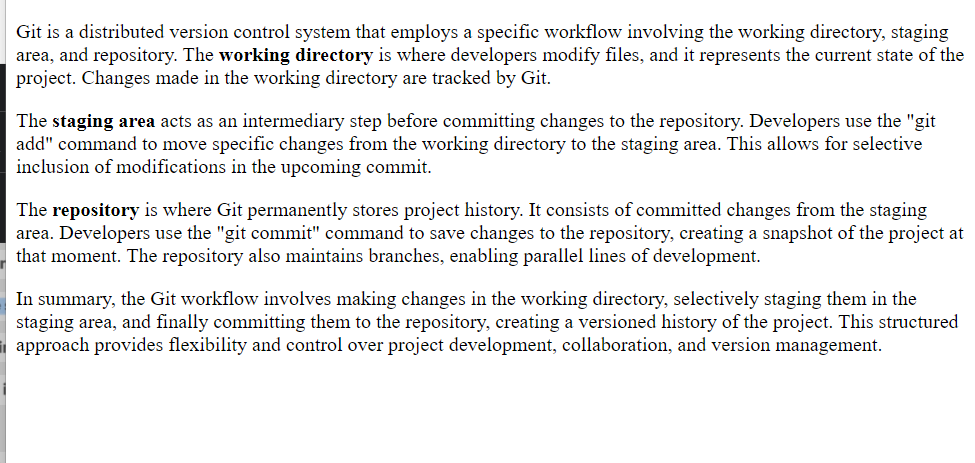 Git is a distributed version control system that employs a specific workflow involving the working directory, staging
area, and repository. The working directory is where developers modify files, and it represents the current state of the
project. Changes made in the working directory are tracked by Git.
The staging area acts as an intermediary step before committing changes to the repository. Developers use the "git
add" command to move specific changes from the working directory to the staging area. This allows for selective
inclusion of modifications in the upcoming commit.
The repository is where Git permanently stores project history. It consists of committed changes from the staging
area. Developers use the "git commit" command to save changes to the repository, creating a snapshot of the project at
that moment. The repository also maintains branches, enabling parallel lines of development.
In summary, the Git workflow involves making changes in the working directory, selectively staging them in the
staging area, and finally committing them to the repository, creating a versioned history of the project. This structured
approach provides flexibility and control over project development, collaboration, and version management.